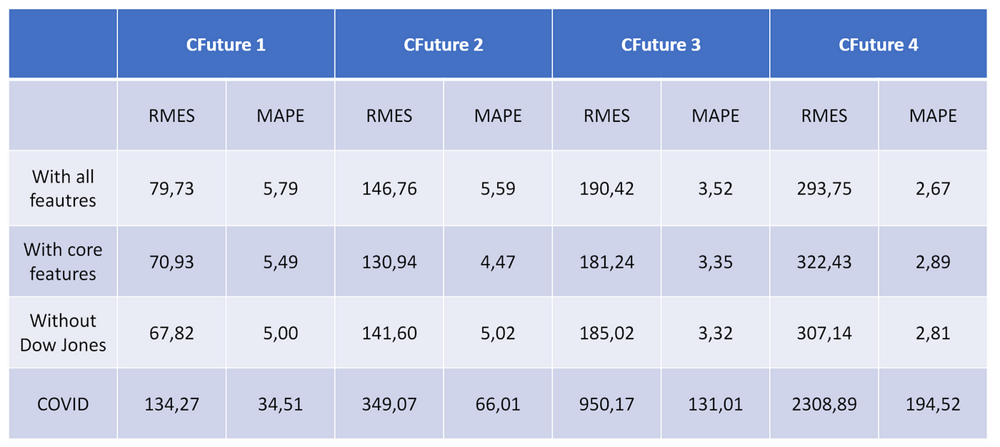 CFuture 1 CFuture 2 CFuture 3 CFuture 4
RMES MAPE RMES MAPE RMES MAPE RMES MAPE
With all
feautres
79,73 5,79 146,76 5,59 190,42 3,52 293,75 2,67
With core
features
70,93 5,49 130,94 4,47 181,24 3,35 322,43 2,89
Without
Dow Jones
67,82 5,00 141,60 5,02 185,02 3,32 307,14 2,81
COVID 134,27 34,51 349,07 66,01 950,17 131,01 2308,89 194,52